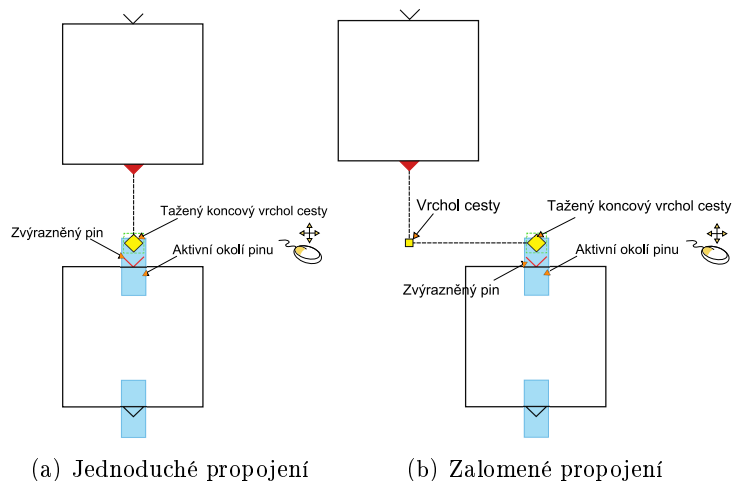 Tažený koncový vrchol cesty
Zvýrazněný pin
Aktivní okolí pinu
Vrchol cesty
Tažený koncový vrchol cesty
Aktivní okolí pinu
Zvýrazněný pin
(a) Jednoduché propojení
(b) Zalomené propojení